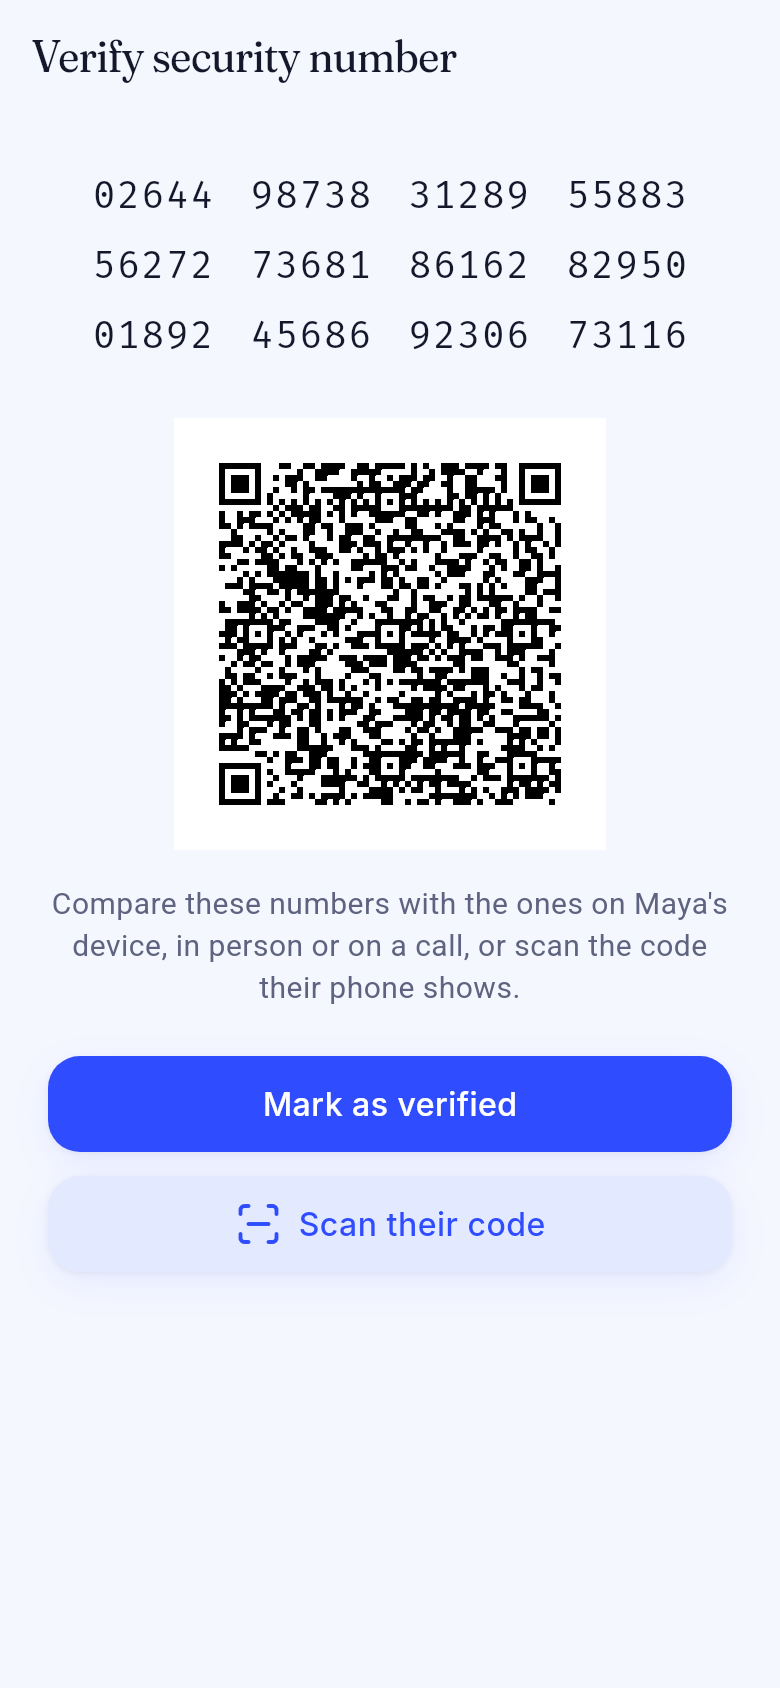 Verify security number
02644 98738 31289 55883
56272 73681 86162 82950
01892 45686 92306 73116
Compare these numbers with the ones on Maya's
device, in person or on a call, or scan the code
their phone shows.
Mark as verified
Scan their code